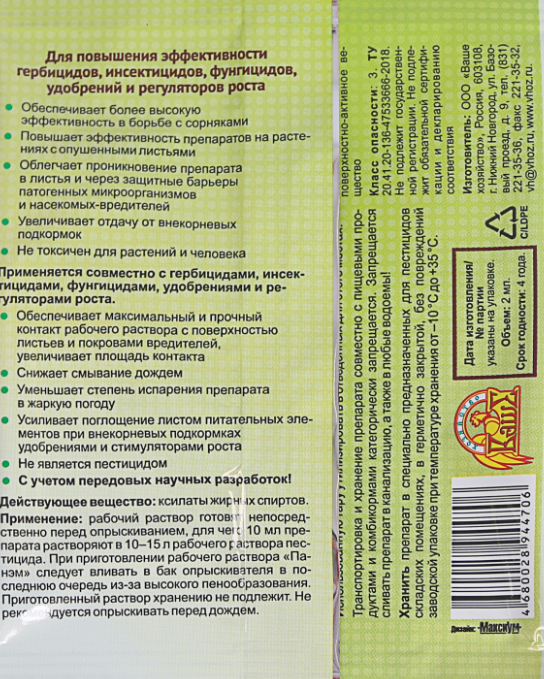 Для повышения эффективности
гербицидов, инсектицидов, фунгицидов,
удобрений и регуляторов роста
• Обеспечивает более высокую
эффективность в борьбе с сорняками
• Повышает эффективность препаратов на расте-
ниях с опушенными листьями
• Облегчает проникновение препарата
в листья и через защитные барьеры
патогенных микроорганизмов
и насекомых-вредителей
• Увеличивает отдачу от внекорневых
подкормок
• Не токсичен для растений и человека
Применяется совместно с гербицидами, инсек-
тицидами, фунгицидами, удобрениями и ре-
гуляторами роста.
• Обеспечивает максимальный и прочный
контакт рабочего раствора с поверхностью
листьев и покровами вредителей,
увеличивает площадь контакта
• Снижает смывание дождем
• Уменьшает степень испарения препарата
в жаркую погоду
• Усиливает поглощение листом питательных эле-
ментов при внекорневых подкормках
удобрениями и стимуляторами роста
• Не является пестицидом
• С учетом передовых научных разработок!
Действующее вещество: ксилаты жирных спиртов.
Применение: рабочий раствор готовят непосред-
ственно перед опрыскиванием, для чего 10 мл пре-
парата растворяют в 10–15 л рабочего раствора пес-
тицида. При приготовлении рабочего раствора «Па-
нэм» следует вливать в бак опрыскивателя в по-
следнюю очередь из-за высокого пенообразования.
Приготовленный раствор хранению не подлежит. Не
рекомендуется опрыскивать перед дождем.
Транспортировка и хранение препарата совместно с пищевыми про-
дуктами и комбикормами категорически запрещается. Запрещается
сливать препарат в канализацию, а также в любые водоемы!
Хранить препарат в специально предназначенных для пестицидов
складских помещениях, в герметично закрытой, без повреждений
заводской упаковке при температуре хранения от –10 °С до +35 °С.
поверхностно-активное ве-
щество
Класс опасности: 3. ТУ
20.41.20-136-47533666-2018.
Не подлежит государствен-
ной регистрации. Не подле-
жит обязательной сертифи-
кации и декларированию
соответствия
Изготовитель: ООО «Ваше
хозяйство», Россия, 603108,
г. Нижний Новгород, ул. Базо-
вый проезд, д. 9, тел. (831)
221-35-36, факс 221-35-32,
vh@vhoz.ru, www.vhoz.ru
C/LDPE
Дата изготовления/
№ партии
указаны на упаковке.
Объем: 2 мл.
Срок годности: 4 года.
4 680028 944706
Дизайн: Максиум